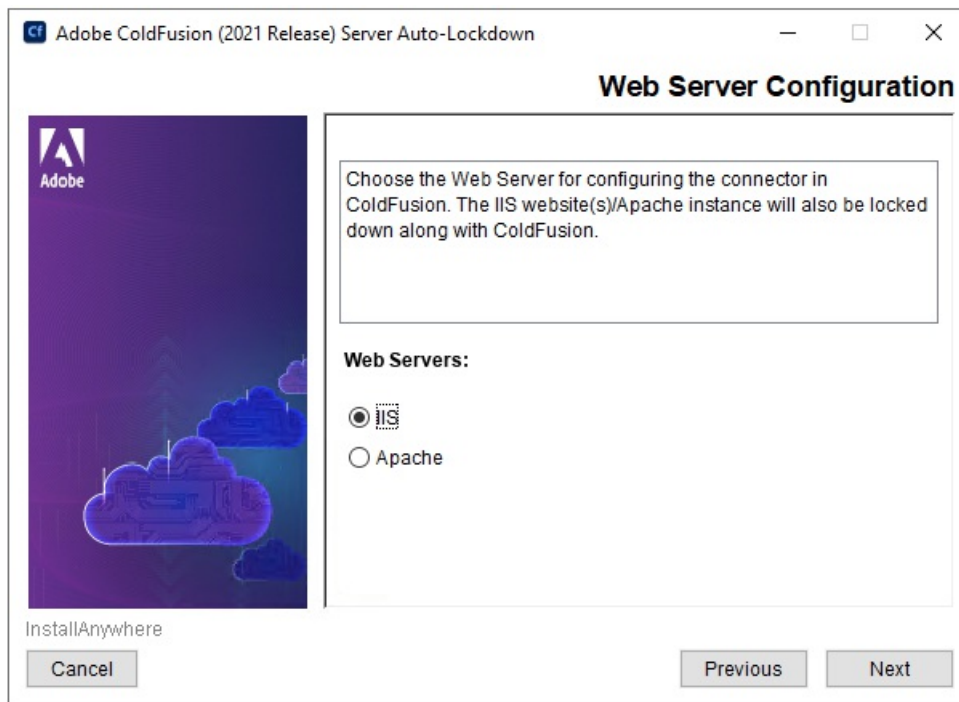 Cf Adobe ColdFusion (2021 Release) Server Auto-Lockdown
Web Server Configuration
Adobe
Choose the Web Server for configuring the connector in
ColdFusion. The IIS website(s)/Apache instance will also be locked
down along with ColdFusion.
Web Servers:
IIS
Apache
InstallAnywhere
Cancel
Previous
Next